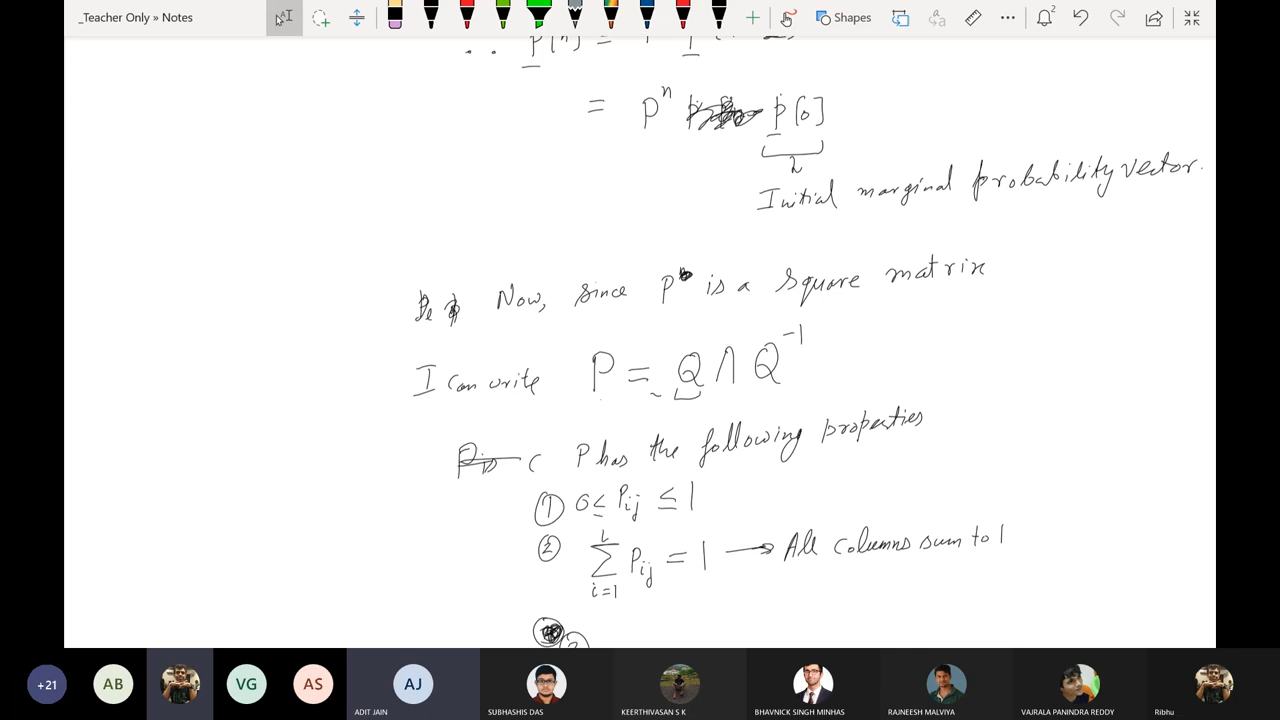 _Teacher Only » Notes
Shapes
∴ p[n] =
= Pⁿ p[0]
Initial marginal probability vector.
Now, since P is a square matrix
I can write P = Q Λ Q⁻¹
P has the following properties
① 0 ≤ Pij ≤ 1
② ∑ᵢ₌₁ᴸ Pij = 1 → All columns sum to 1
+21
AB
VG
AS
AJ
ADIT JAIN
SUBHASHIS DAS
KEERTHIVASAN S K
BHAVNICK SINGH MINHAS
RAJNEESH MALVIYA
VAJRALA PANINDRA REDDY
Ribhu